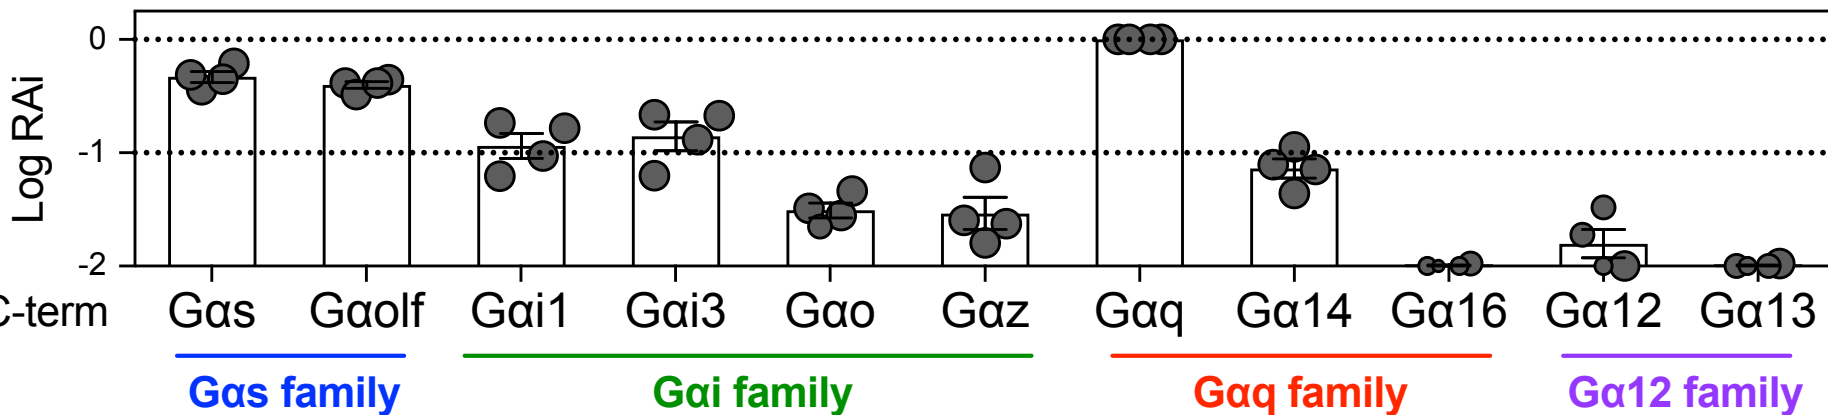 Log RAi
0
-1
-2
C-term Gαs Gαolf Gαi1 Gαi3 Gαo Gαz Gαq Gα14 Gα16 Gα12 Gα13
Gαs family Gαi family Gαq family Gα12 family